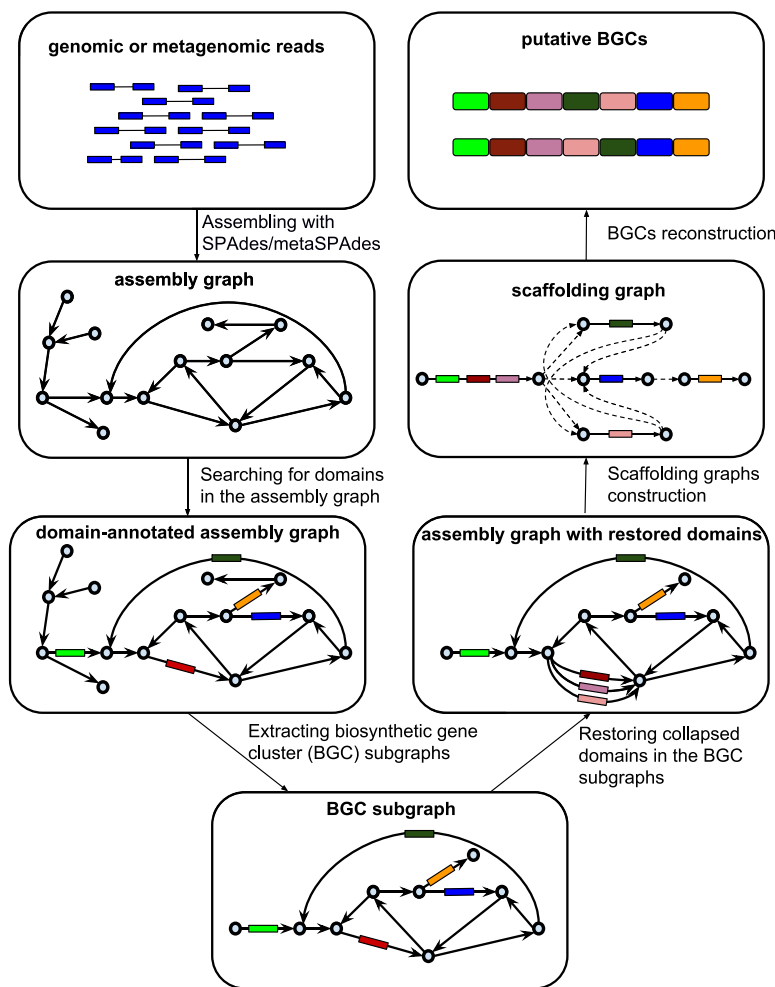 genomic or metagenomic reads
Assembling with
SPAdes/metaSPAdes
assembly graph
Searching for domains
in the assembly graph
domain-annotated assembly graph
Extracting biosynthetic gene
cluster (BGC) subgraphs
BGC subgraph
Restoring collapsed
domains in the BGC
subgraphs
assembly graph with restored domains
Scaffolding graphs
construction
scaffolding graph
BGCs reconstruction
putative BGCs